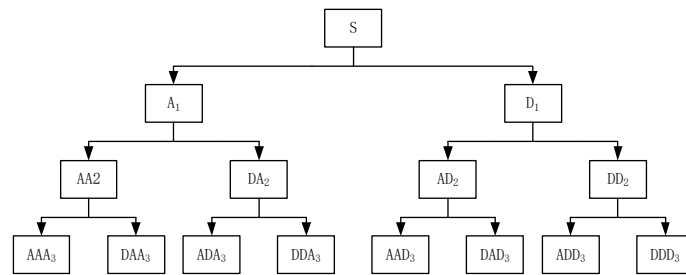 S
A₁ D₁
AA2 DA₂ AD₂ DD₂
AAA₃ DAA₃ ADA₃ DDA₃ AAD₃ DAD₃ ADD₃ DDD₃